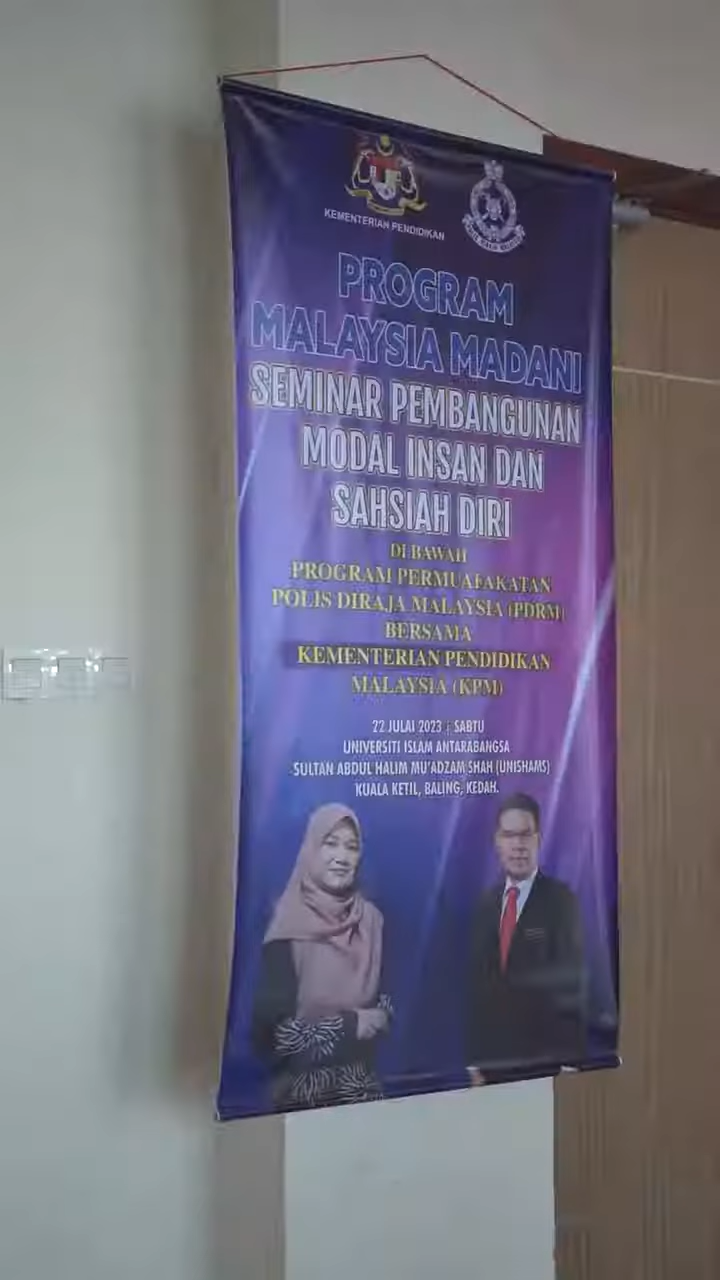 KEMENTERIAN PENDIDIKAN
PROGRAM
MALAYSIA MADANI
SEMINAR PEMBANGUNAN
MODAL INSAN DAN
SAHSIAH DIRI
DI BAWAH
PROGRAM PERMUAFAKATAN
POLIS DIRAJA MALAYSIA (PDRM)
BERSAMA
KEMENTERIAN PENDIDIKAN
MALAYSIA (KPM)
22 JULAI 2023 | SABTU
UNIVERSITI ISLAM ANTARABANGSA
SULTAN ABDUL HALIM MU'ADZAM SHAH (UNISHAMS)
KUALA KETIL, BALING, KEDAH.